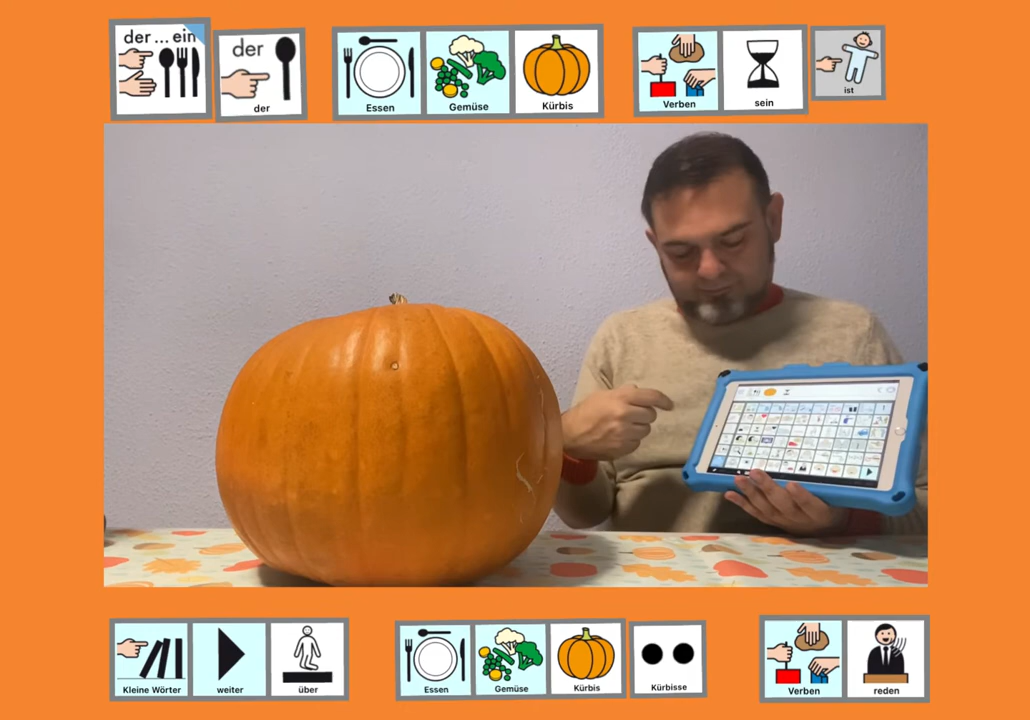 der ... ein
der
der
Essen
Gemüse
Kürbis
Verben
sein
ist
Kleine Wörter
weiter
über
Essen
Gemüse
Kürbis
Kürbisse
Verben
reden